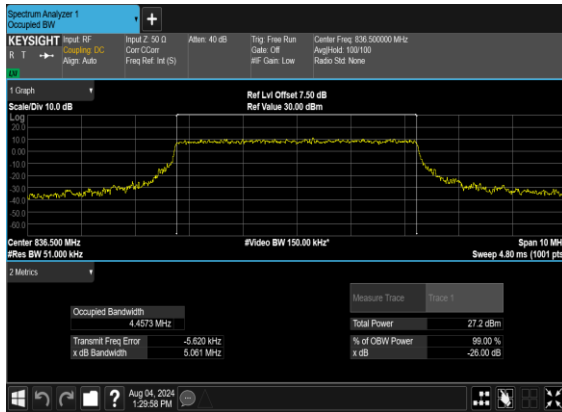 Spectrum Analyzer 1
Occupied BW
+
KEYSIGHT Input: RF Input Z: 50 Ω Atten: 40 dB Trig: Free Run Center Freq: 836.500000 MHz
R T Coupling: DC Corr CCorr Gate: Off Avg|Hold: 100/100
Align: Auto Freq Ref: Int (S) #IF Gain: Low Radio Std: None
LXI
1 Graph
Ref Lvl Offset 7.50 dB
Scale/Div 10.0 dB Ref Value 30.00 dBm
Log
20.0
10.0
0.00
-10.0
-20.0
-30.0
-40.0
-50.0
-60.0
Center 836.500 MHz #Video BW 150.00 kHz* Span 10 MH
#Res BW 51.000 kHz Sweep 4.80 ms (1001 pts
2 Metrics
Measure Trace Trace 1
Occupied Bandwidth
4.4573 MHz Total Power 27.2 dBm
Transmit Freq Error -5.620 kHz % of OBW Power 99.00 %
x dB Bandwidth 5.061 MHz x dB -26.00 dB
? Aug 04, 2024
1:29:58 PM